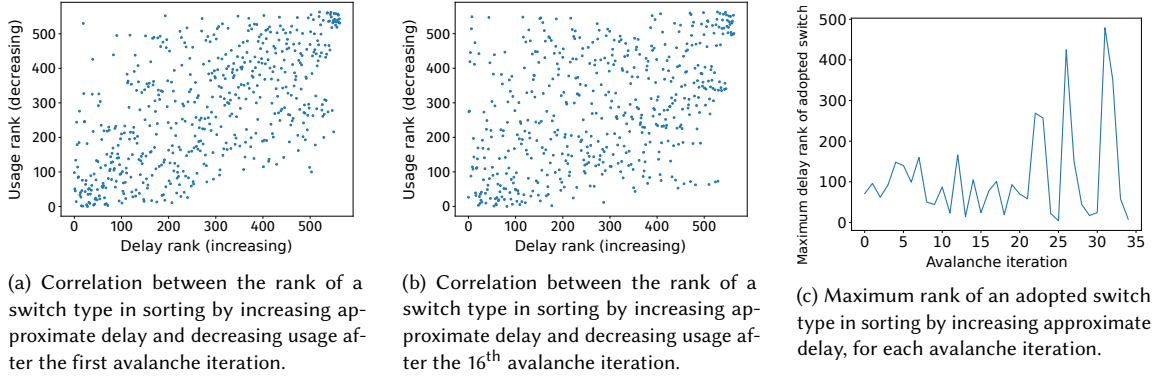 500
400
300
200
100
0
Usage rank (decreasing)
0 100 200 300 400 500
Delay rank (increasing)
(a) Correlation between the rank of a
switch type in sorting by increasing ap-
proximate delay and decreasing usage af-
ter the first avalanche iteration.
500
400
300
200
100
0
Usage rank (decreasing)
0 100 200 300 400 500
Delay rank (increasing)
(b) Correlation between the rank of a
switch type in sorting by increasing ap-
proximate delay and decreasing usage af-
ter the 16th avalanche iteration.
500
400
300
200
100
0
Maximum delay rank of adopted switch
0 5 10 15 20 25 30 35
Avalanche iteration
(c) Maximum rank of an adopted switch
type in sorting by increasing approximate
delay, for each avalanche iteration.